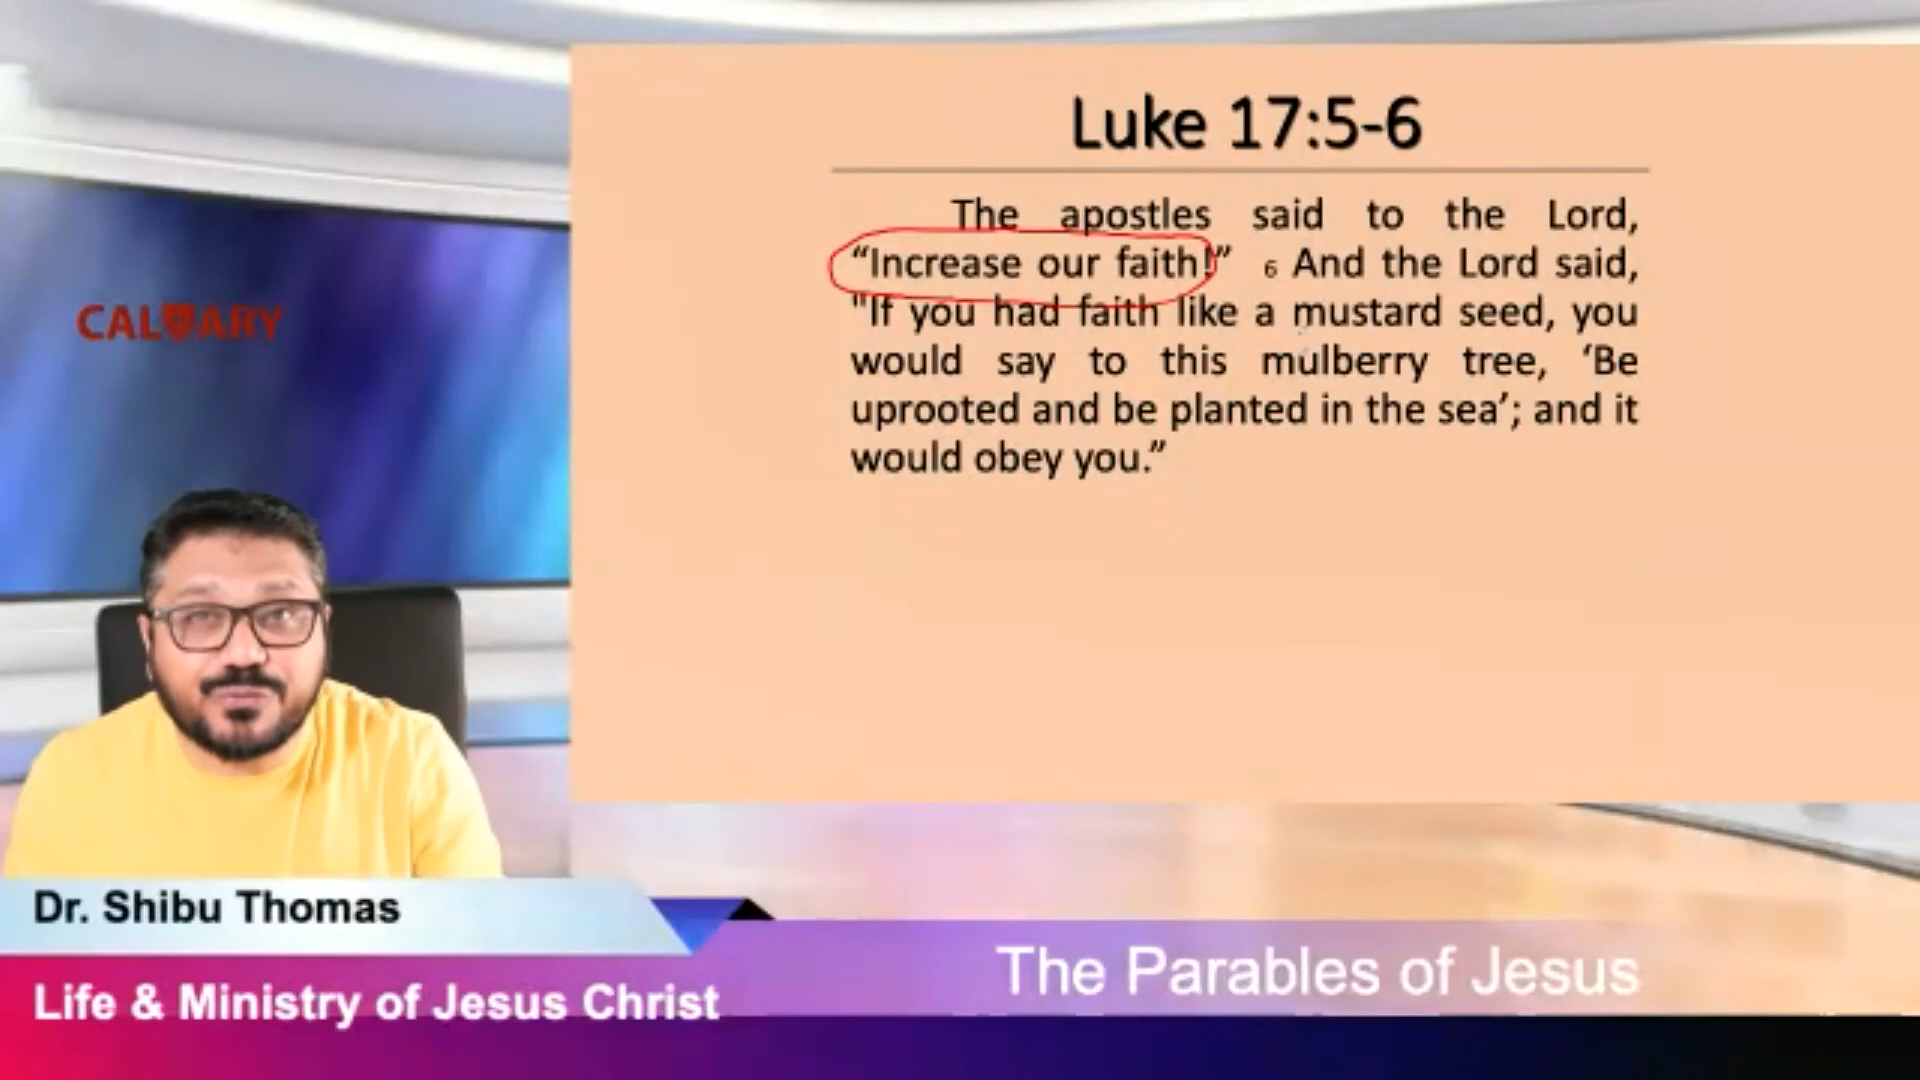 Luke 17:5-6
The apostles said to the Lord,
“Increase our faith!” 6 And the Lord said,
"If you had faith like a mustard seed, you
would say to this mulberry tree, ‘Be
uprooted and be planted in the sea’; and it
would obey you.”
CALVARY
Dr. Shibu Thomas
Life & Ministry of Jesus Christ
The Parables of Jesus